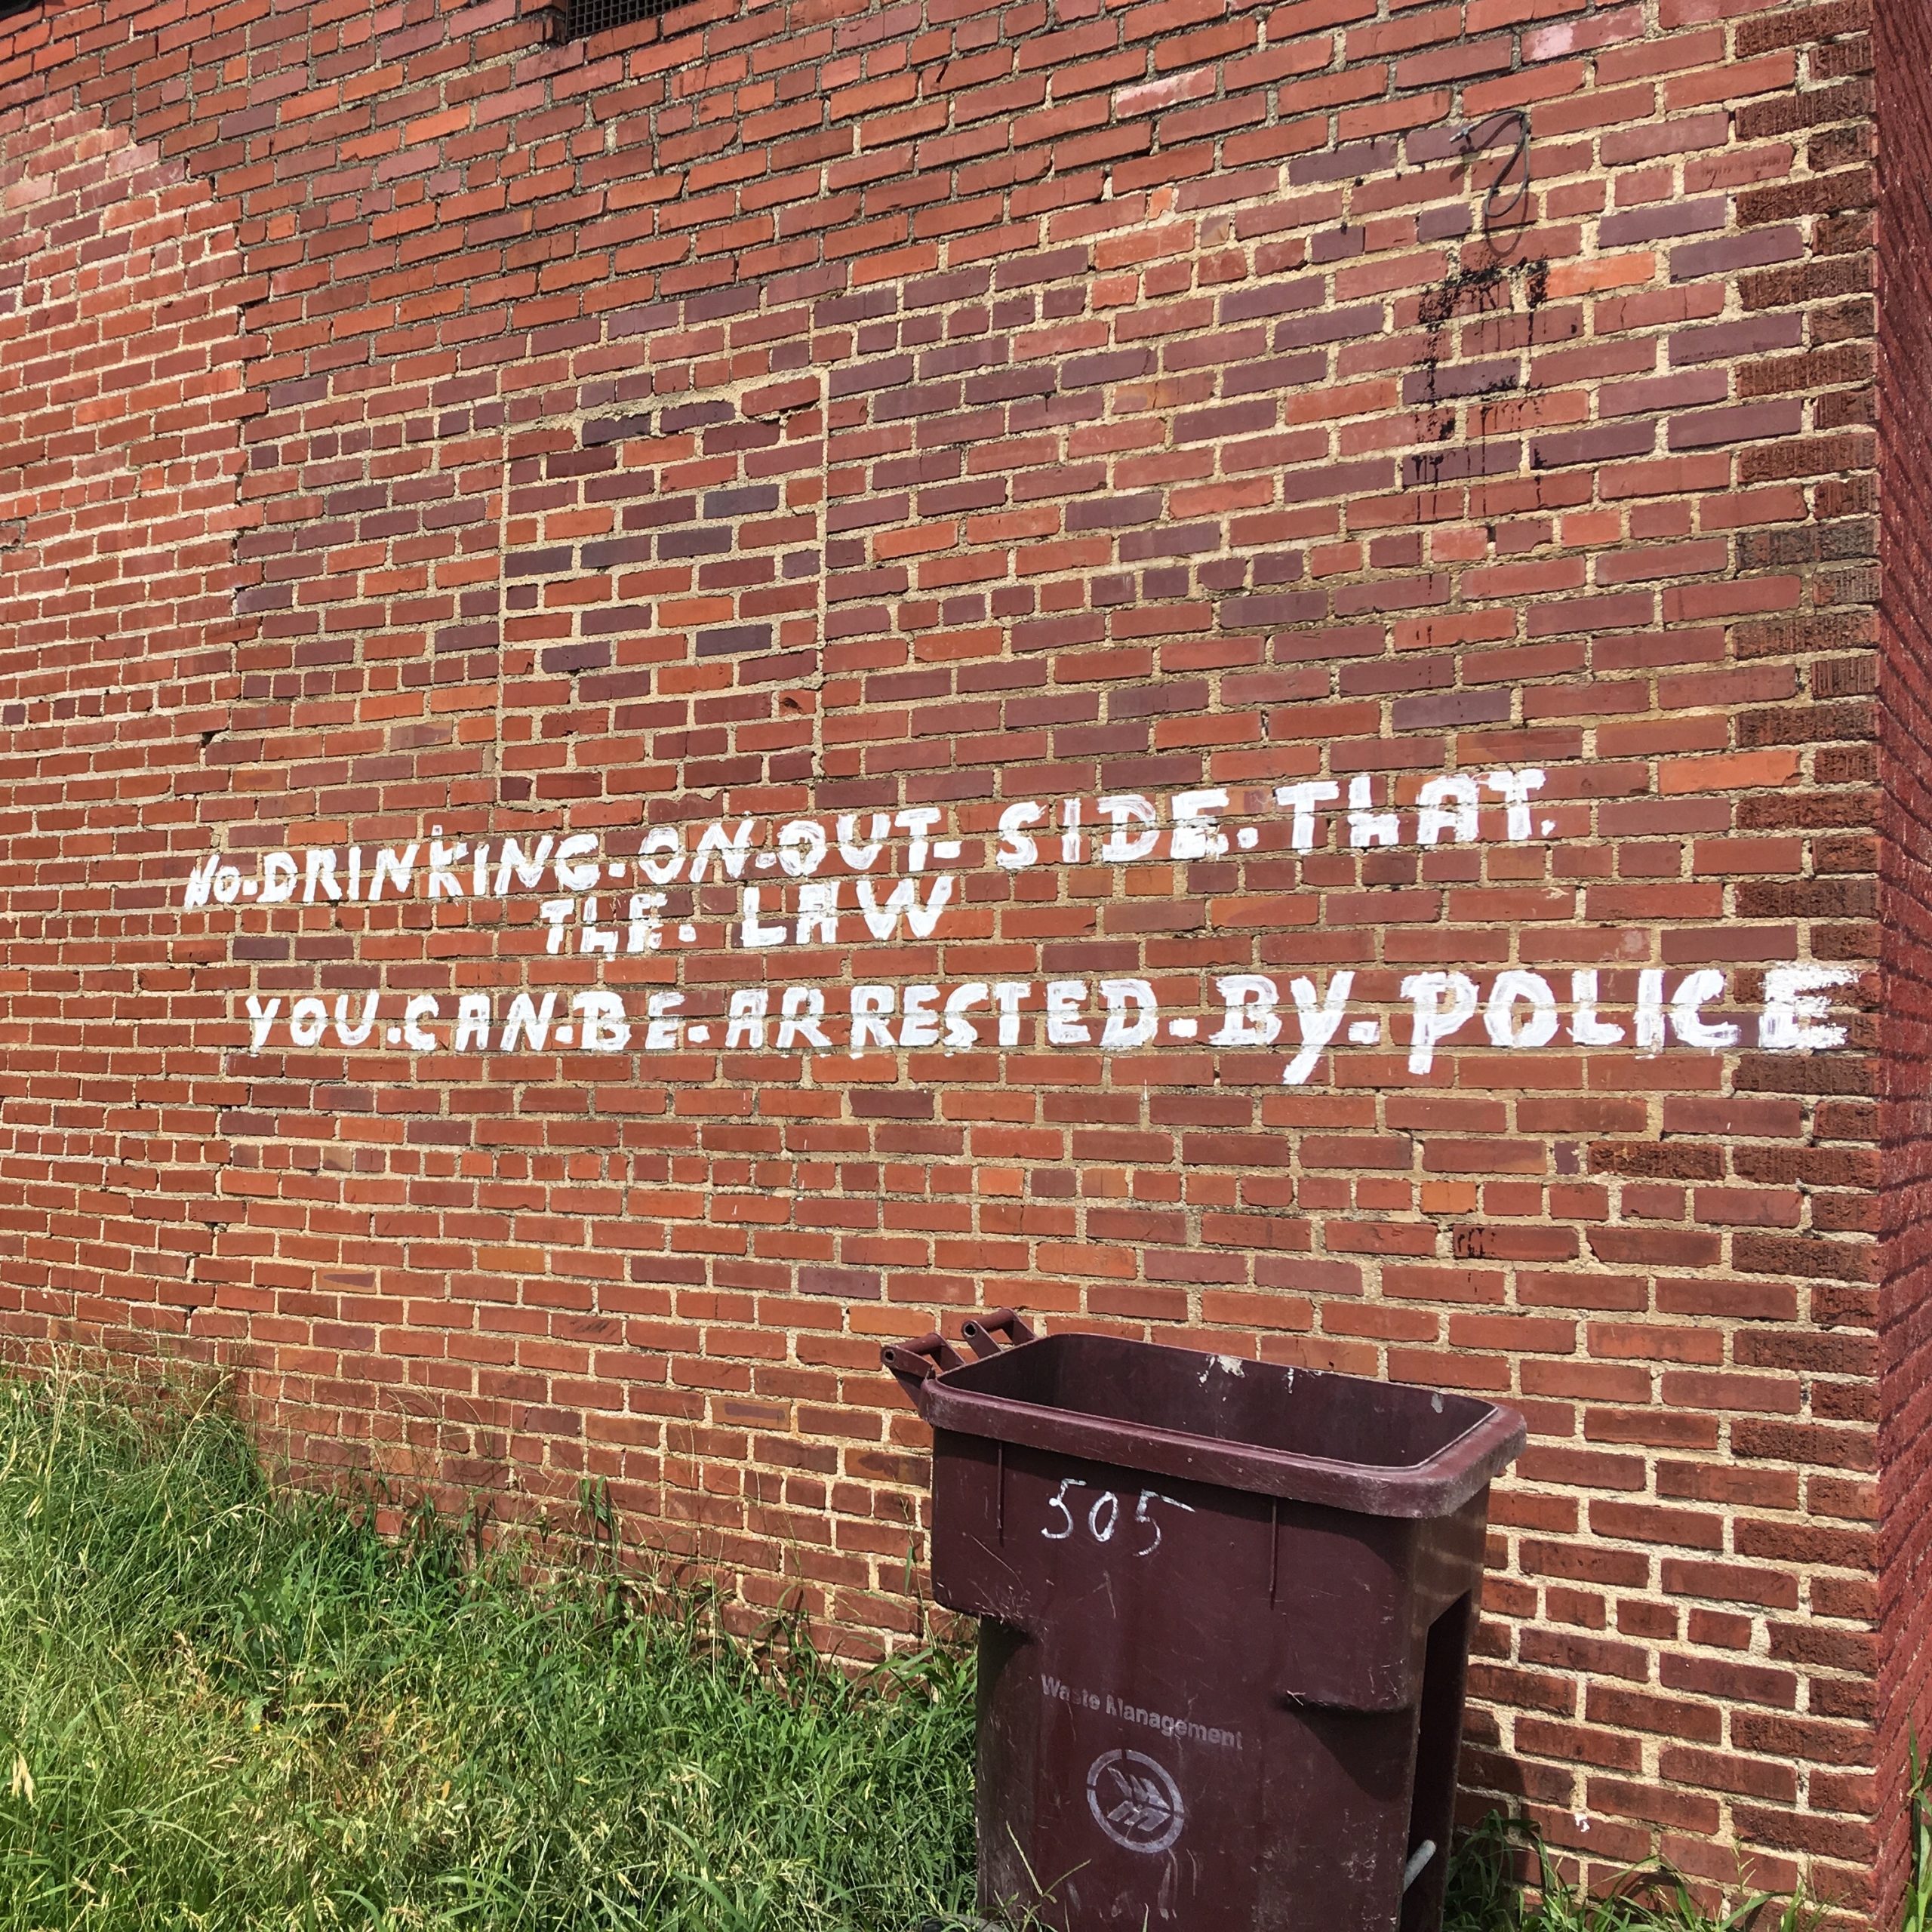 NO.DRINKING.ON.OUT.SIDE.THAT.
THE. LAW
YOU.CAN.BE.ARRESTED.BY.POLICE
505
Waste Management